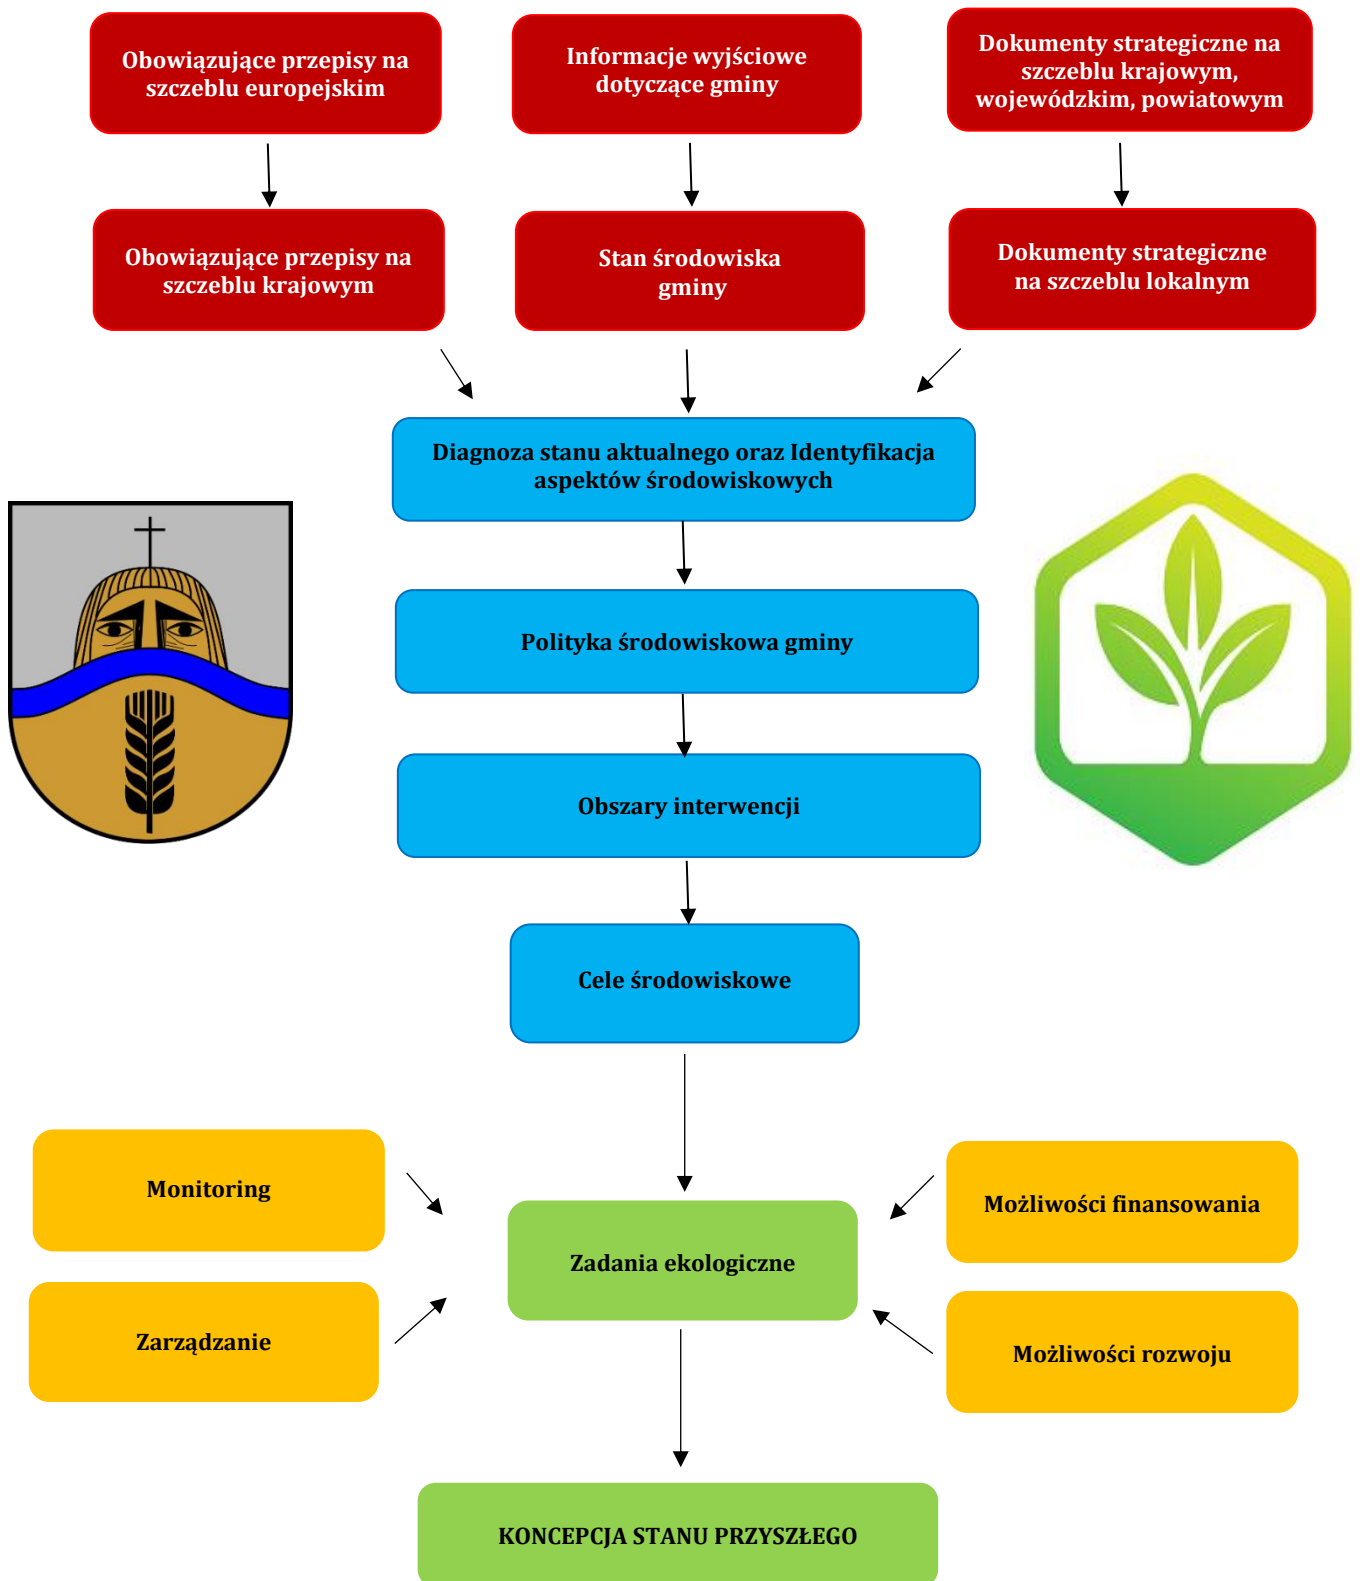 Obowiązujące przepisy na
szczeblu europejskim
Informacje wyjściowe
dotyczące gminy
Dokumenty strategiczne na
szczeblu krajowym,
wojewódzkim, powiatowym
Obowiązujące przepisy na
szczeblu krajowym
Stan środowiska
gminy
Dokumenty strategiczne
na szczeblu lokalnym
Diagnoza stanu aktualnego oraz Identyfikacja
aspektów środowiskowych
Polityka środowiskowa gminy
Obszary interwencji
Cele środowiskowe
Monitoring
Możliwości finansowania
Zadania ekologiczne
Zarządzanie
Możliwości rozwoju
KONCEPCJA STANU PRZYSZŁEGO